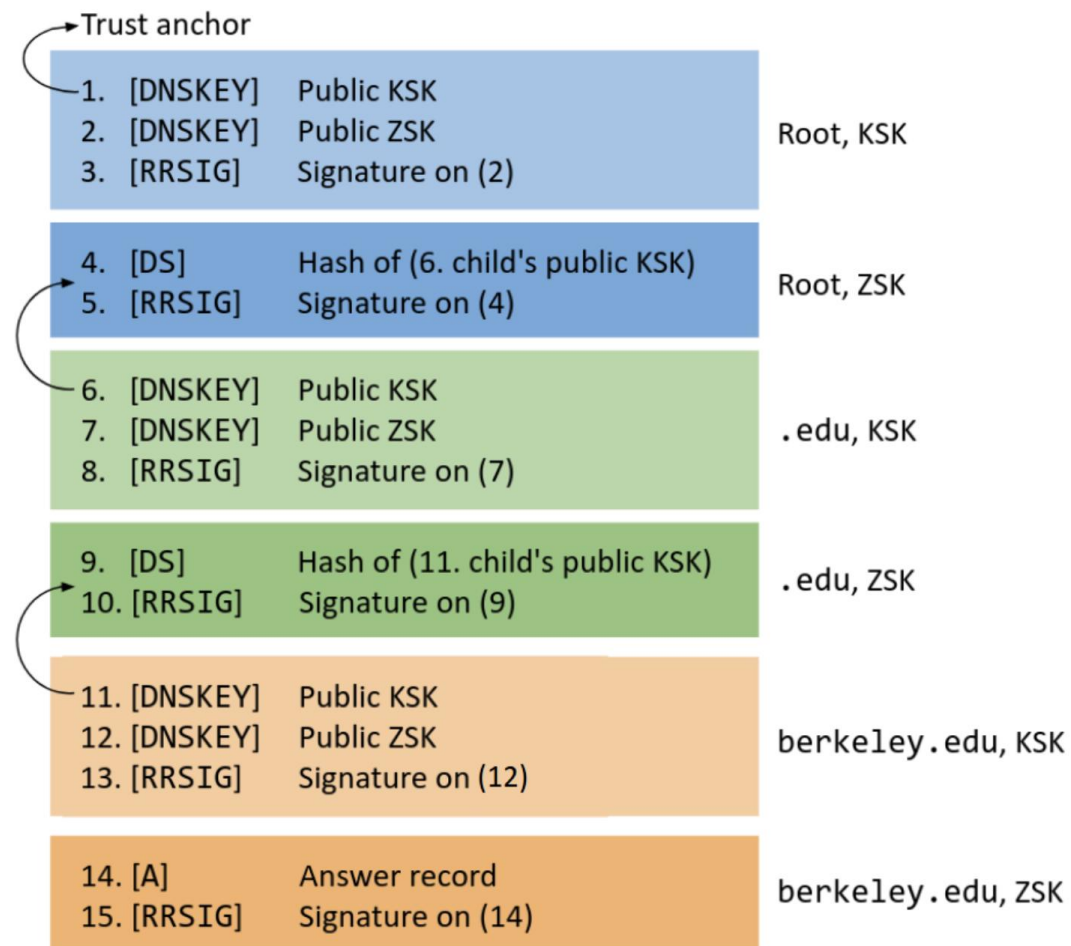 Trust anchor
1. [DNSKEY] Public KSK
2. [DNSKEY] Public ZSK
3. [RRSIG] Signature on (2)
Root, KSK
4. [DS] Hash of (6. child's public KSK)
5. [RRSIG] Signature on (4)
Root, ZSK
6. [DNSKEY] Public KSK
7. [DNSKEY] Public ZSK
8. [RRSIG] Signature on (7)
.edu, KSK
9. [DS] Hash of (11. child's public KSK)
10. [RRSIG] Signature on (9)
.edu, ZSK
11. [DNSKEY] Public KSK
12. [DNSKEY] Public ZSK
13. [RRSIG] Signature on (12)
berkeley.edu, KSK
14. [A] Answer record
15. [RRSIG] Signature on (14)
berkeley.edu, ZSK